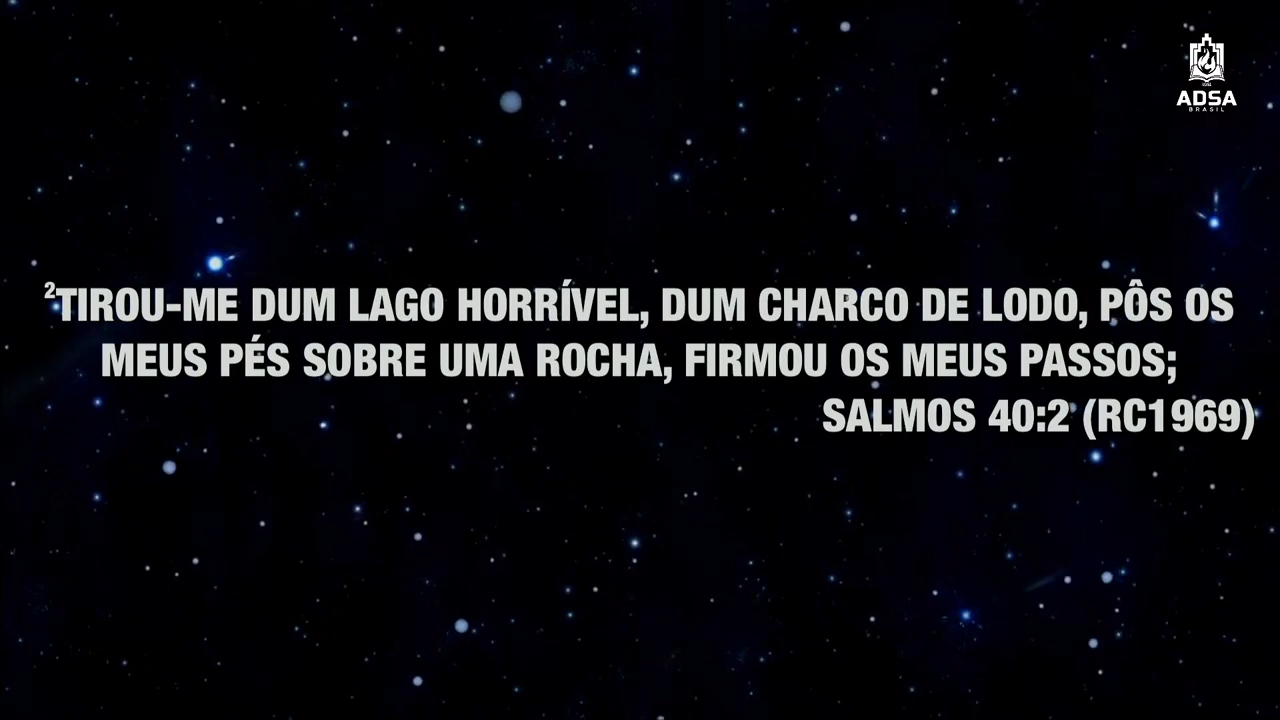 ADSA
BRASIL
²TIROU-ME DUM LAGO HORRÍVEL, DUM CHARCO DE LODO, PÔS OS
MEUS PÉS SOBRE UMA ROCHA, FIRMOU OS MEUS PASSOS;
SALMOS 40:2 (RC1969)